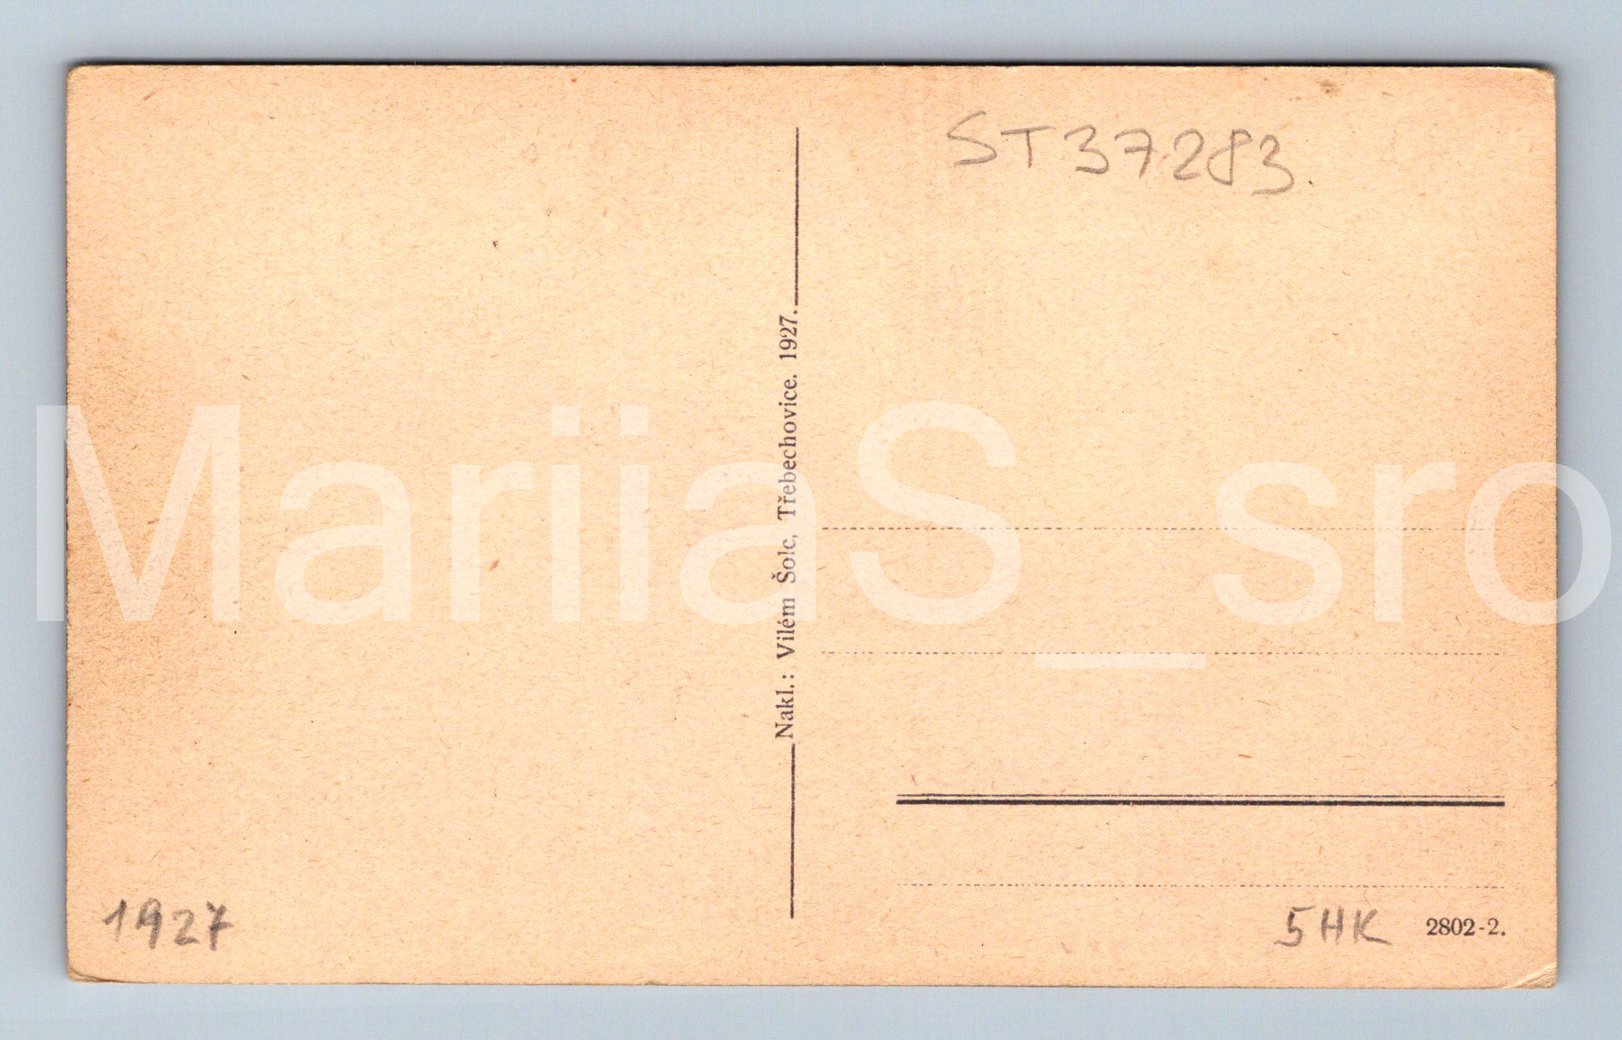 ST37283
Nakl.: Vilém Šolc, Třebechovice. 1927.
MariiaS_sro
1927
5HK 2802-2.